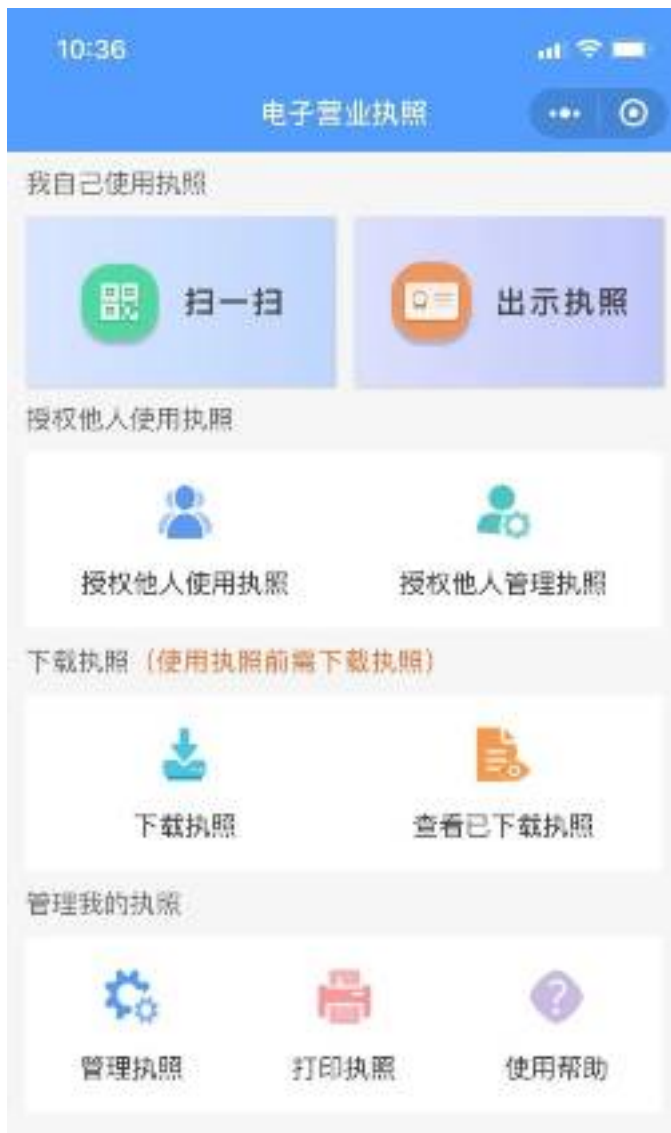 10:36
电子营业执照
我自己使用执照
扫一扫
出示执照
授权他人使用执照
授权他人使用执照
授权他人管理执照
下载执照（使用执照前需下载执照）
下载执照
查看已下载执照
管理我的执照
管理执照
打印执照
使用帮助